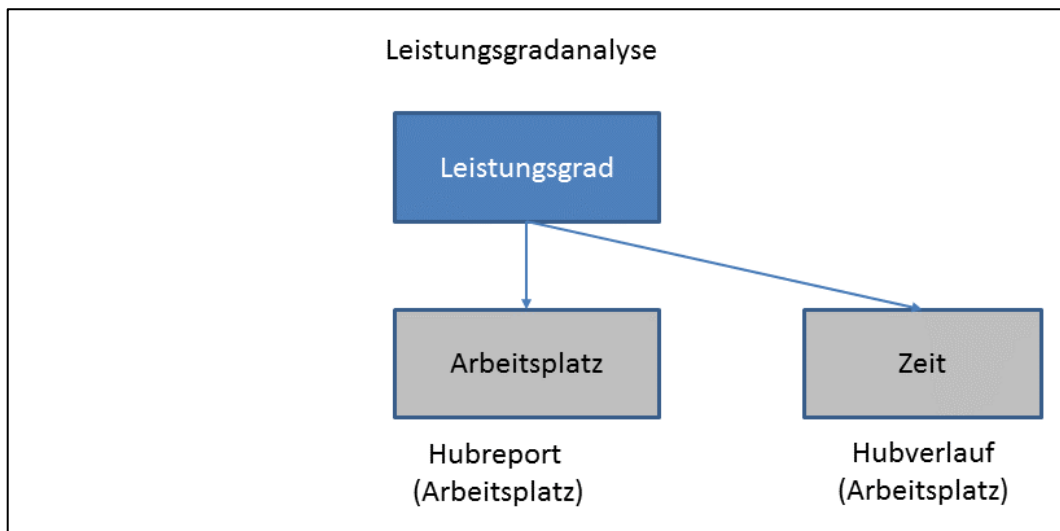 Leistungsgradanalyse
Leistungsgrad
Arbeitsplatz
Zeit
Hubreport
(Arbeitsplatz)
Hubverlauf
(Arbeitsplatz)